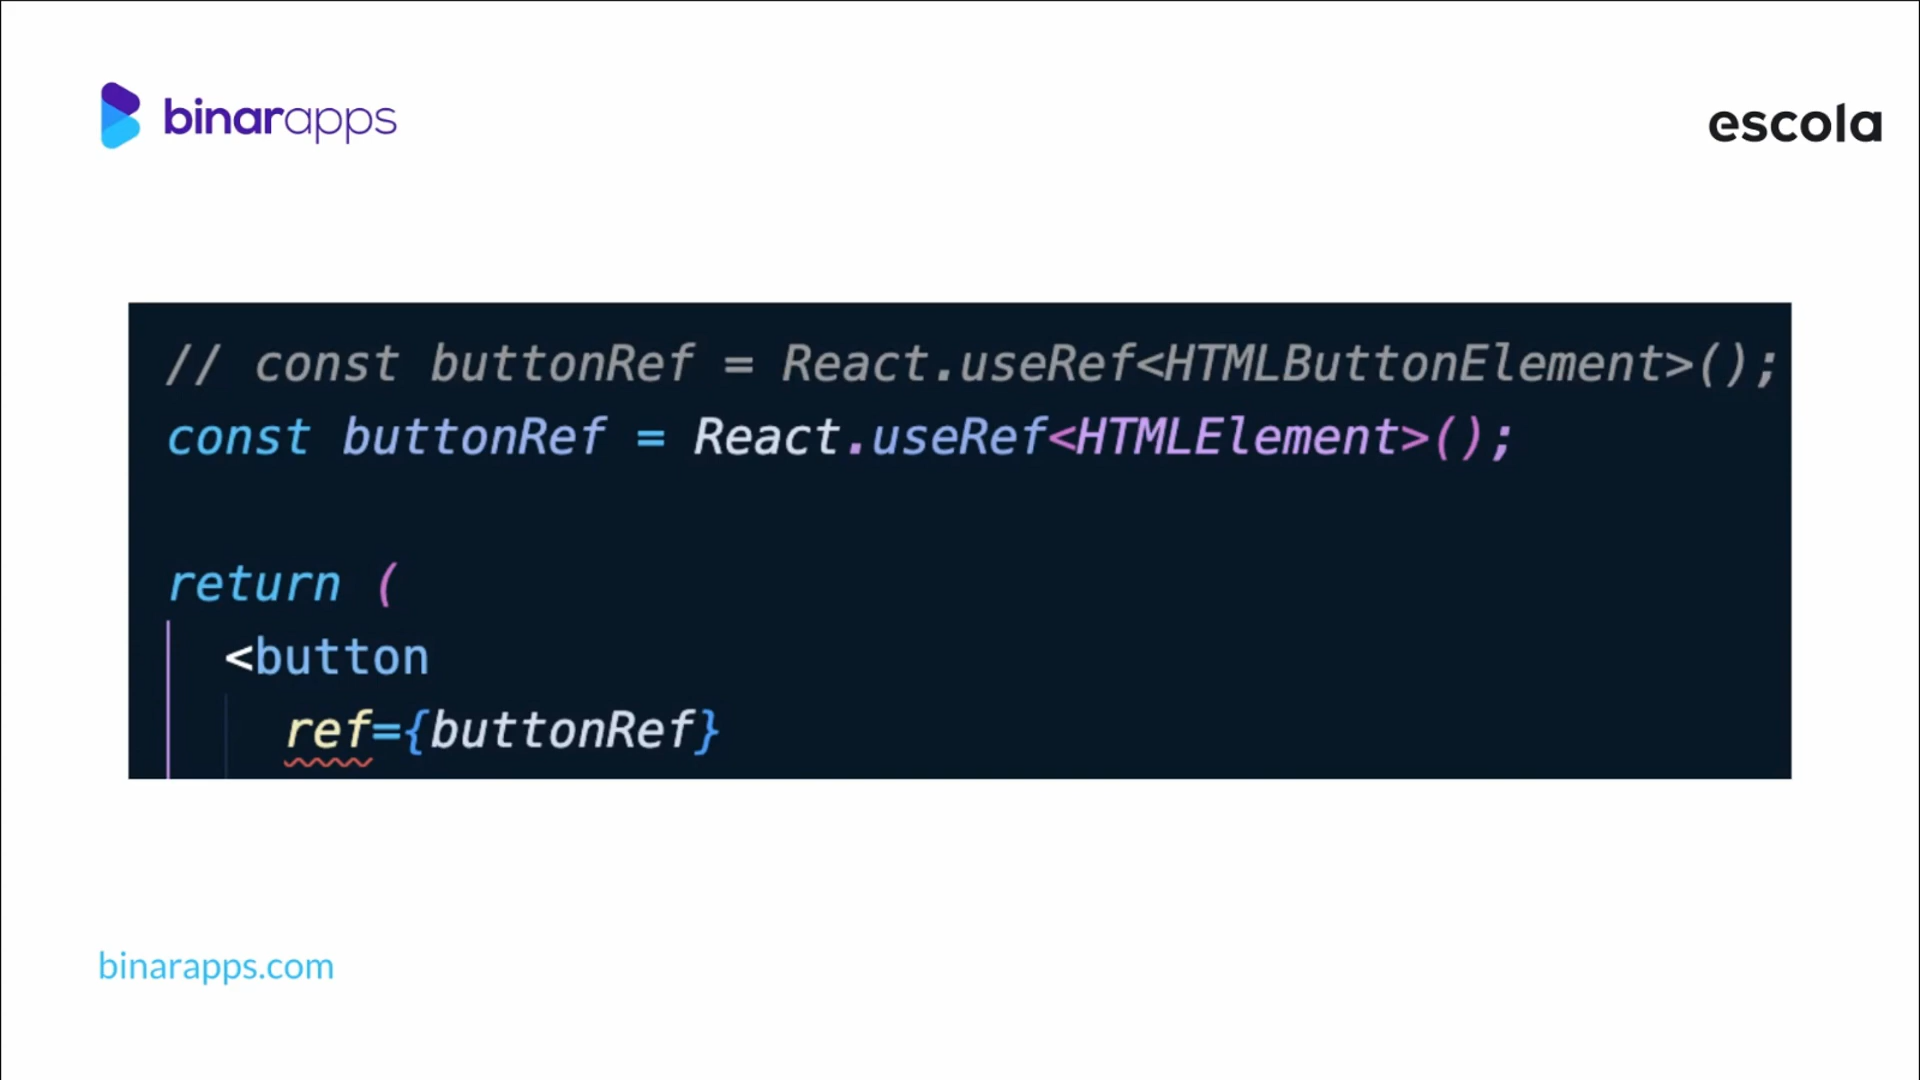 binarapps
escola
// const buttonRef = React.useRef<HTMLButtonElement>();
const buttonRef = React.useRef<HTMLElement>();
return (
<button
ref={buttonRef}
binarapps.com